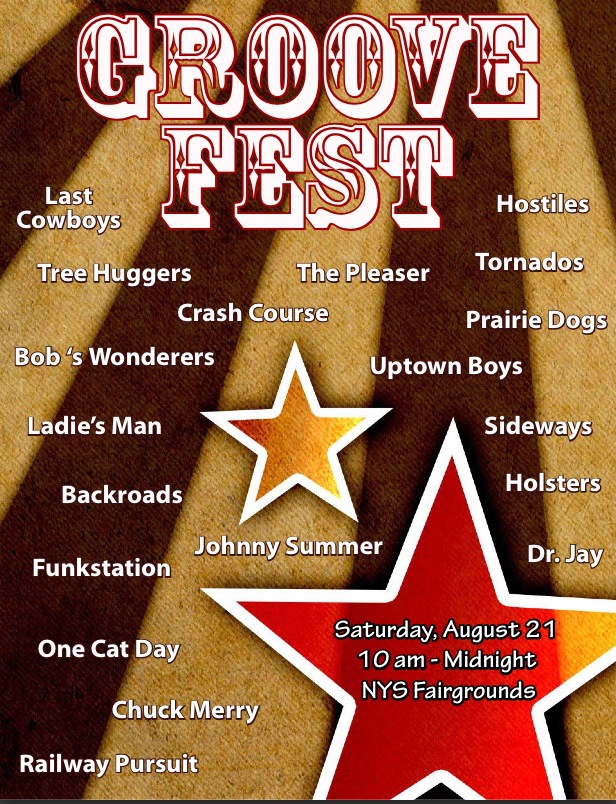 GROOVE
FEST
Last
Cowboys
Hostiles
Tree Huggers
The Pleaser
Tornados
Crash Course
Prairie Dogs
Bob ‘s Wonderers
Uptown Boys
Ladie’s Man
Sideways
Backroads
Holsters
Johnny Summer
Dr. Jay
Funkstation
Saturday, August 21
10 am - Midnight
NYS Fairgrounds
One Cat Day
Chuck Merry
Railway Pursuit